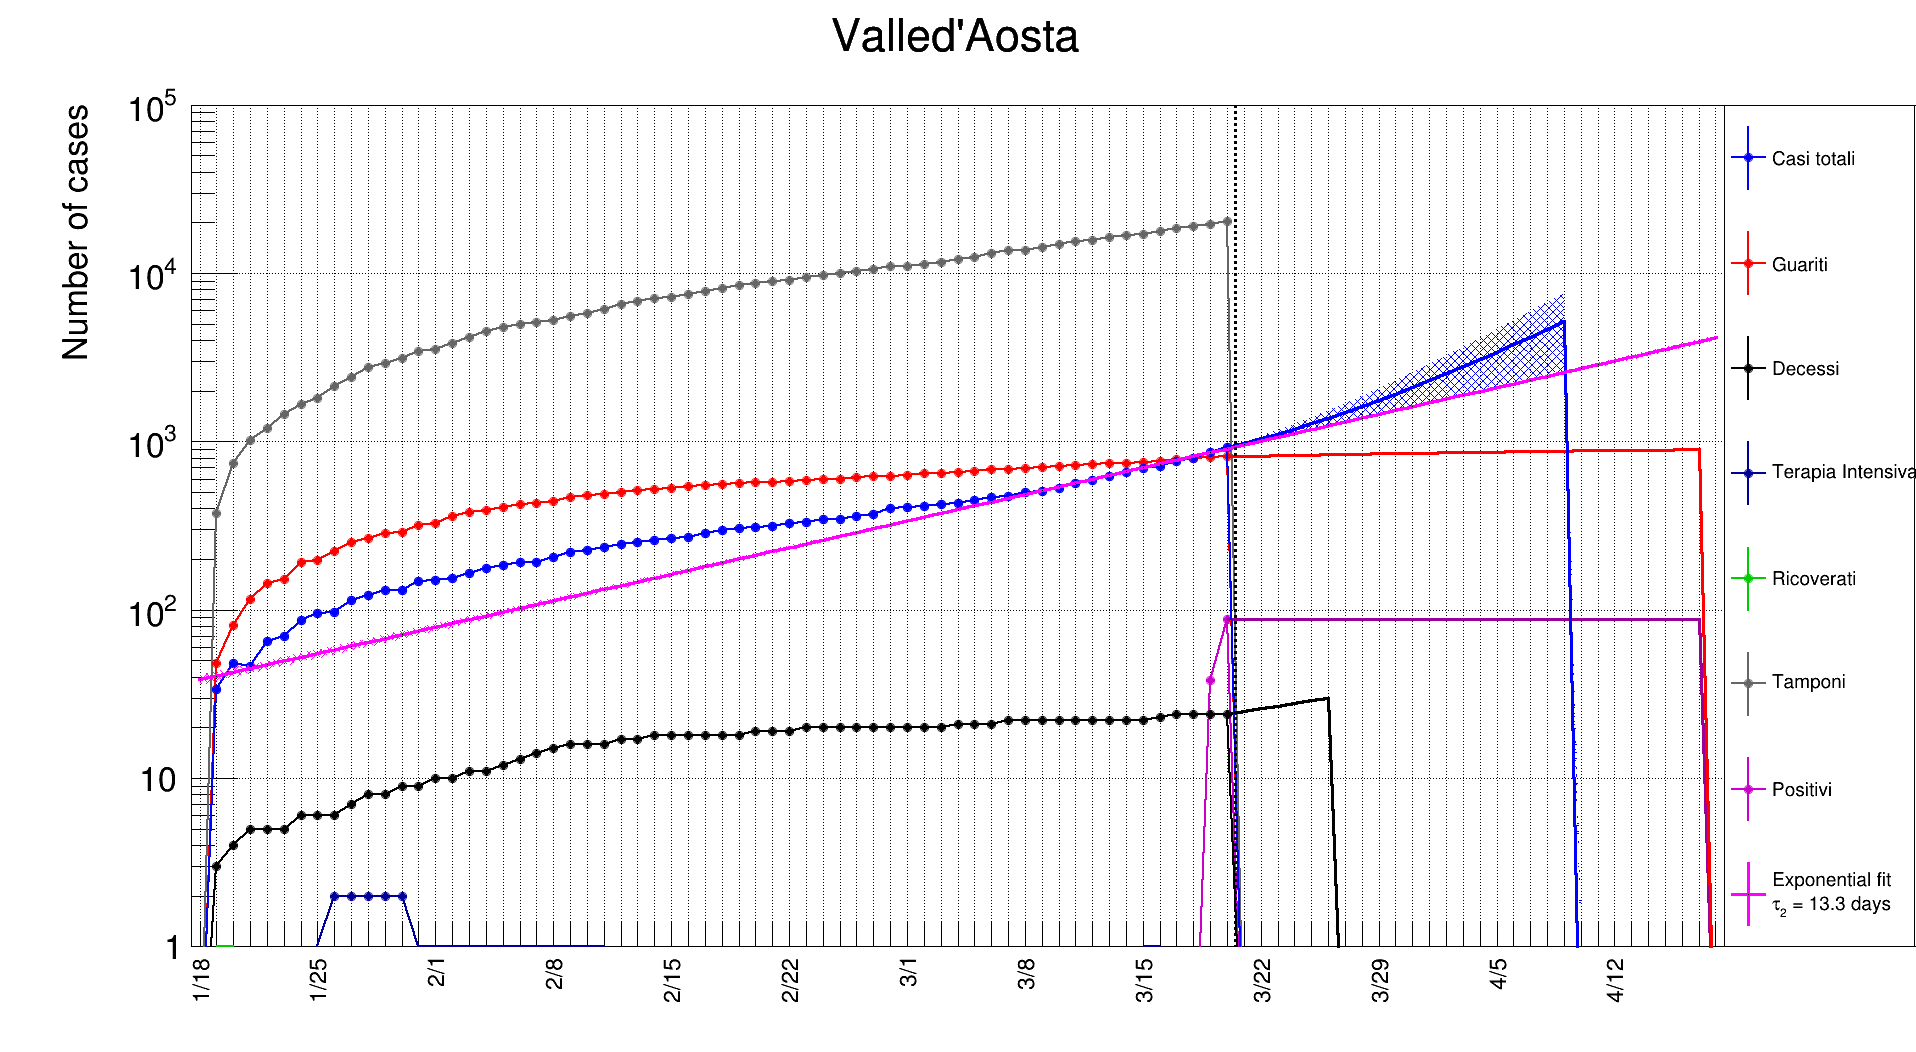 Valled'Aosta
Number of cases
10^5
10^4
10^3
10^2
10
1
1/18
1/25
2/1
2/8
2/15
2/22
3/1
3/8
3/15
3/22
3/29
4/5
4/12
Casi totali
Guariti
Decessi
Terapia Intensiva
Ricoverati
Tamponi
Positivi
Exponential fit
τ₂ = 13.3 days